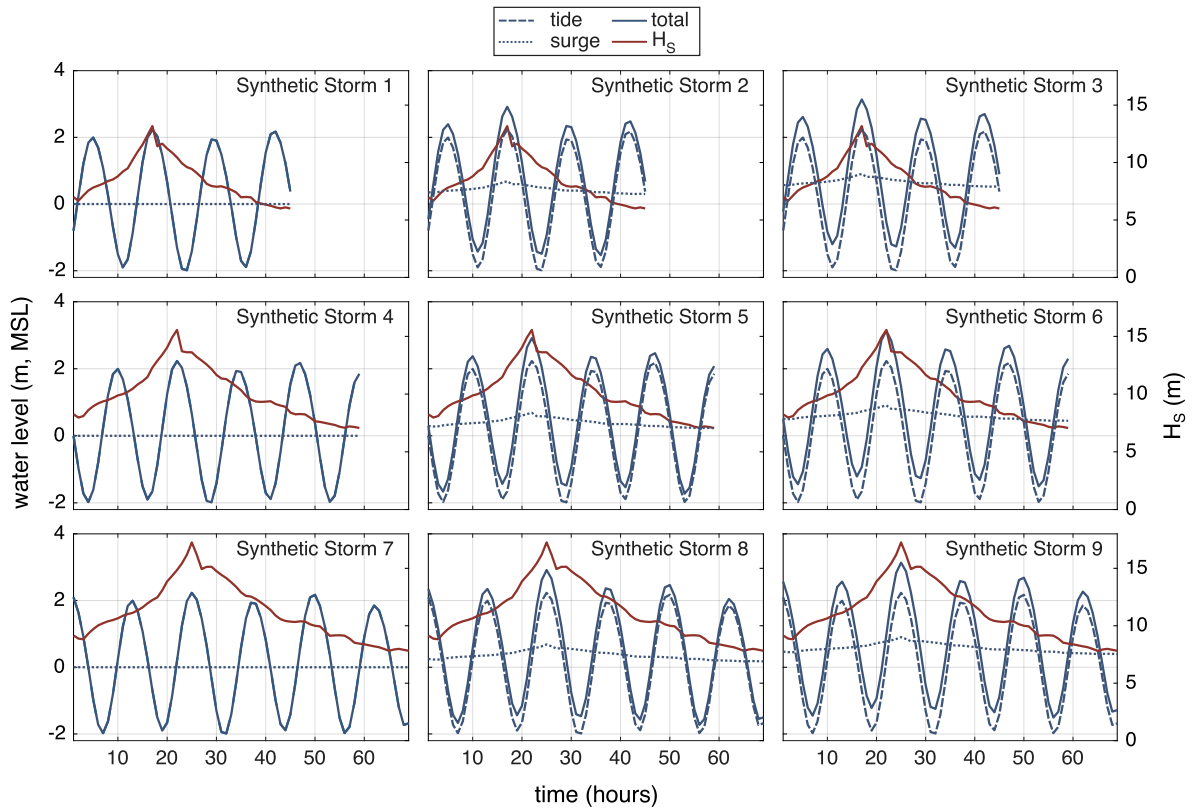 tide total
surge H_S
Synthetic Storm 1 Synthetic Storm 2 Synthetic Storm 3
4
2
0
-2
15
10
5
0
Synthetic Storm 4 Synthetic Storm 5 Synthetic Storm 6
4
2
0
-2
15
10
5
0
Synthetic Storm 7 Synthetic Storm 8 Synthetic Storm 9
4
2
0
-2
15
10
5
0
10 20 30 40 50 60 10 20 30 40 50 60 10 20 30 40 50 60
water level (m, MSL)
H_S (m)
time (hours)